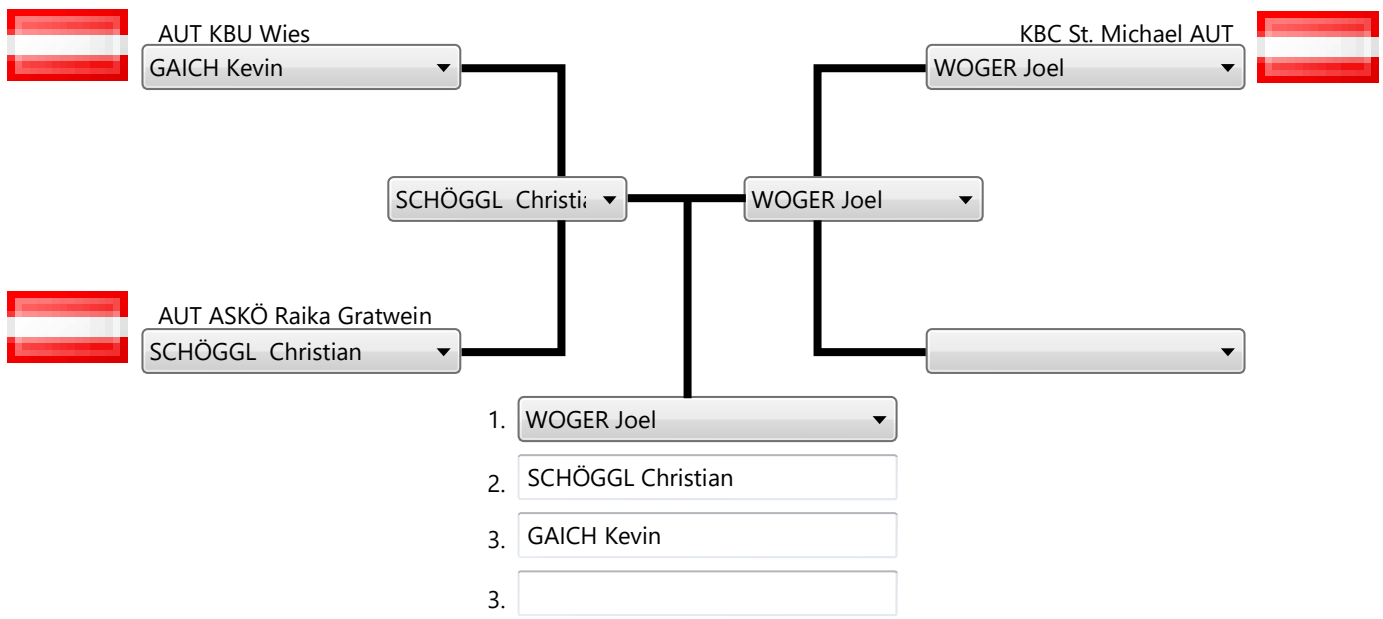 AUT KBU Wies
GAICH Kevin
KBC St. Michael AUT
WOGER Joel
SCHÖGGL Christi
WOGER Joel
AUT ASKÖ Raika Gratwein
SCHÖGGL Christian
1. WOGER Joel
2. SCHÖGGL Christian
3. GAICH Kevin
3.